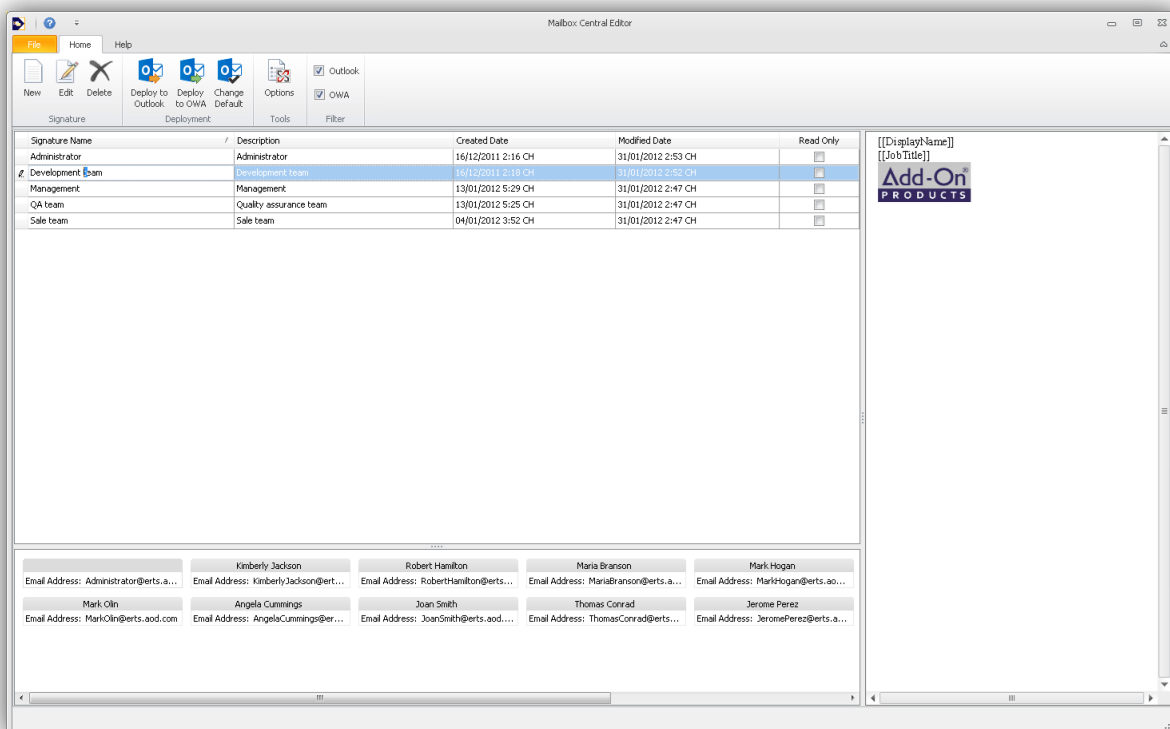 Mailbox Central Editor
File Home Help
New Edit Delete Deploy to Outlook Deploy to OWA Change Default Options Outlook
OWA
Signature Deployment Tools Filter
Signature Name / Description Created Date Modified Date Read Only
Administrator Administrator 16/12/2011 2:16 CH 31/01/2012 2:53 CH
Development team Development team 16/12/2011 2:18 CH 31/01/2012 2:52 CH
Management Management 13/01/2012 5:29 CH 31/01/2012 2:47 CH
QA team Quality assurance team 13/01/2012 5:25 CH 31/01/2012 2:47 CH
Sale team Sale team 04/01/2012 3:52 CH 31/01/2012 2:47 CH
[[DisplayName]]
[[JobTitle]]
Add-On®
PRODUCTS
Kimberly Jackson Robert Hamilton Maria Branson Mark Hogan
Email Address: Administrator@erts.a... Email Address: KimberlyJackson@ert... Email Address: RobertHamilton@erts... Email Address: MariaBranson@erts.a... Email Address: MarkHogan@erts.ao...
Mark Olin Angela Cummings Joan Smith Thomas Conrad Jerome Perez
Email Address: MarkOlin@erts.aod.com Email Address: AngelaCummings@er... Email Address: JoanSmith@erts.aod.... Email Address: ThomasConrad@erts... Email Address: JeromePerez@erts.a...